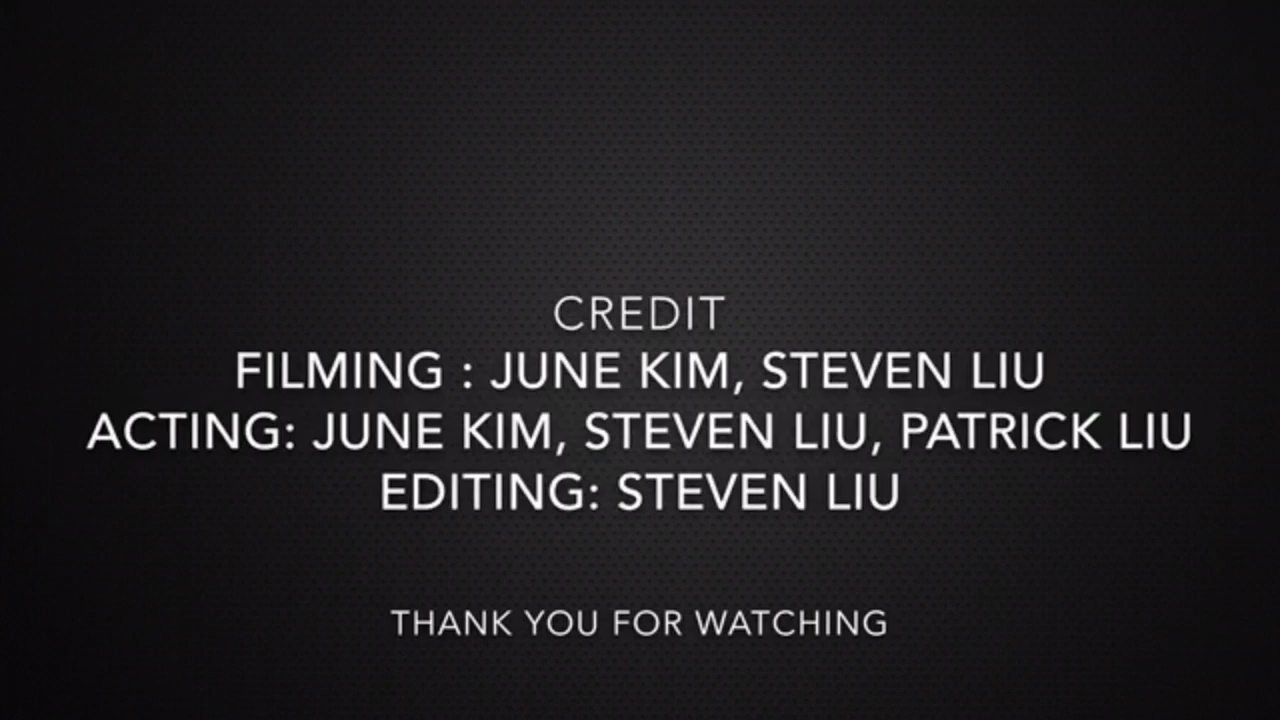 CREDIT
FILMING : JUNE KIM, STEVEN LIU
ACTING: JUNE KIM, STEVEN LIU, PATRICK LIU
EDITING: STEVEN LIU
THANK YOU FOR WATCHING